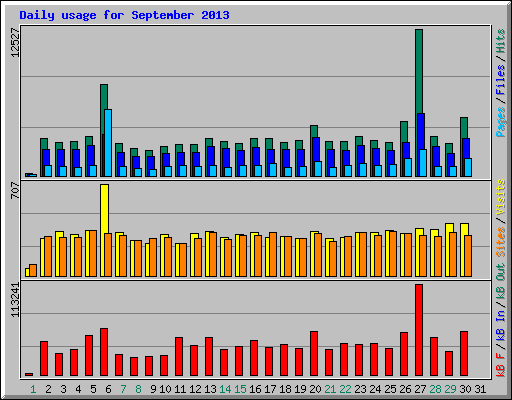 Daily usage for September 2013
12527
Pages / Files / Hits
707
Sites / Visits
113241
kB F / kB In / kB Out
1 2 3 4 5 6 7 8 9 10 11 12 13 14 15 16 17 18 19 20 21 22 23 24 25 26 27 28 29 30 31